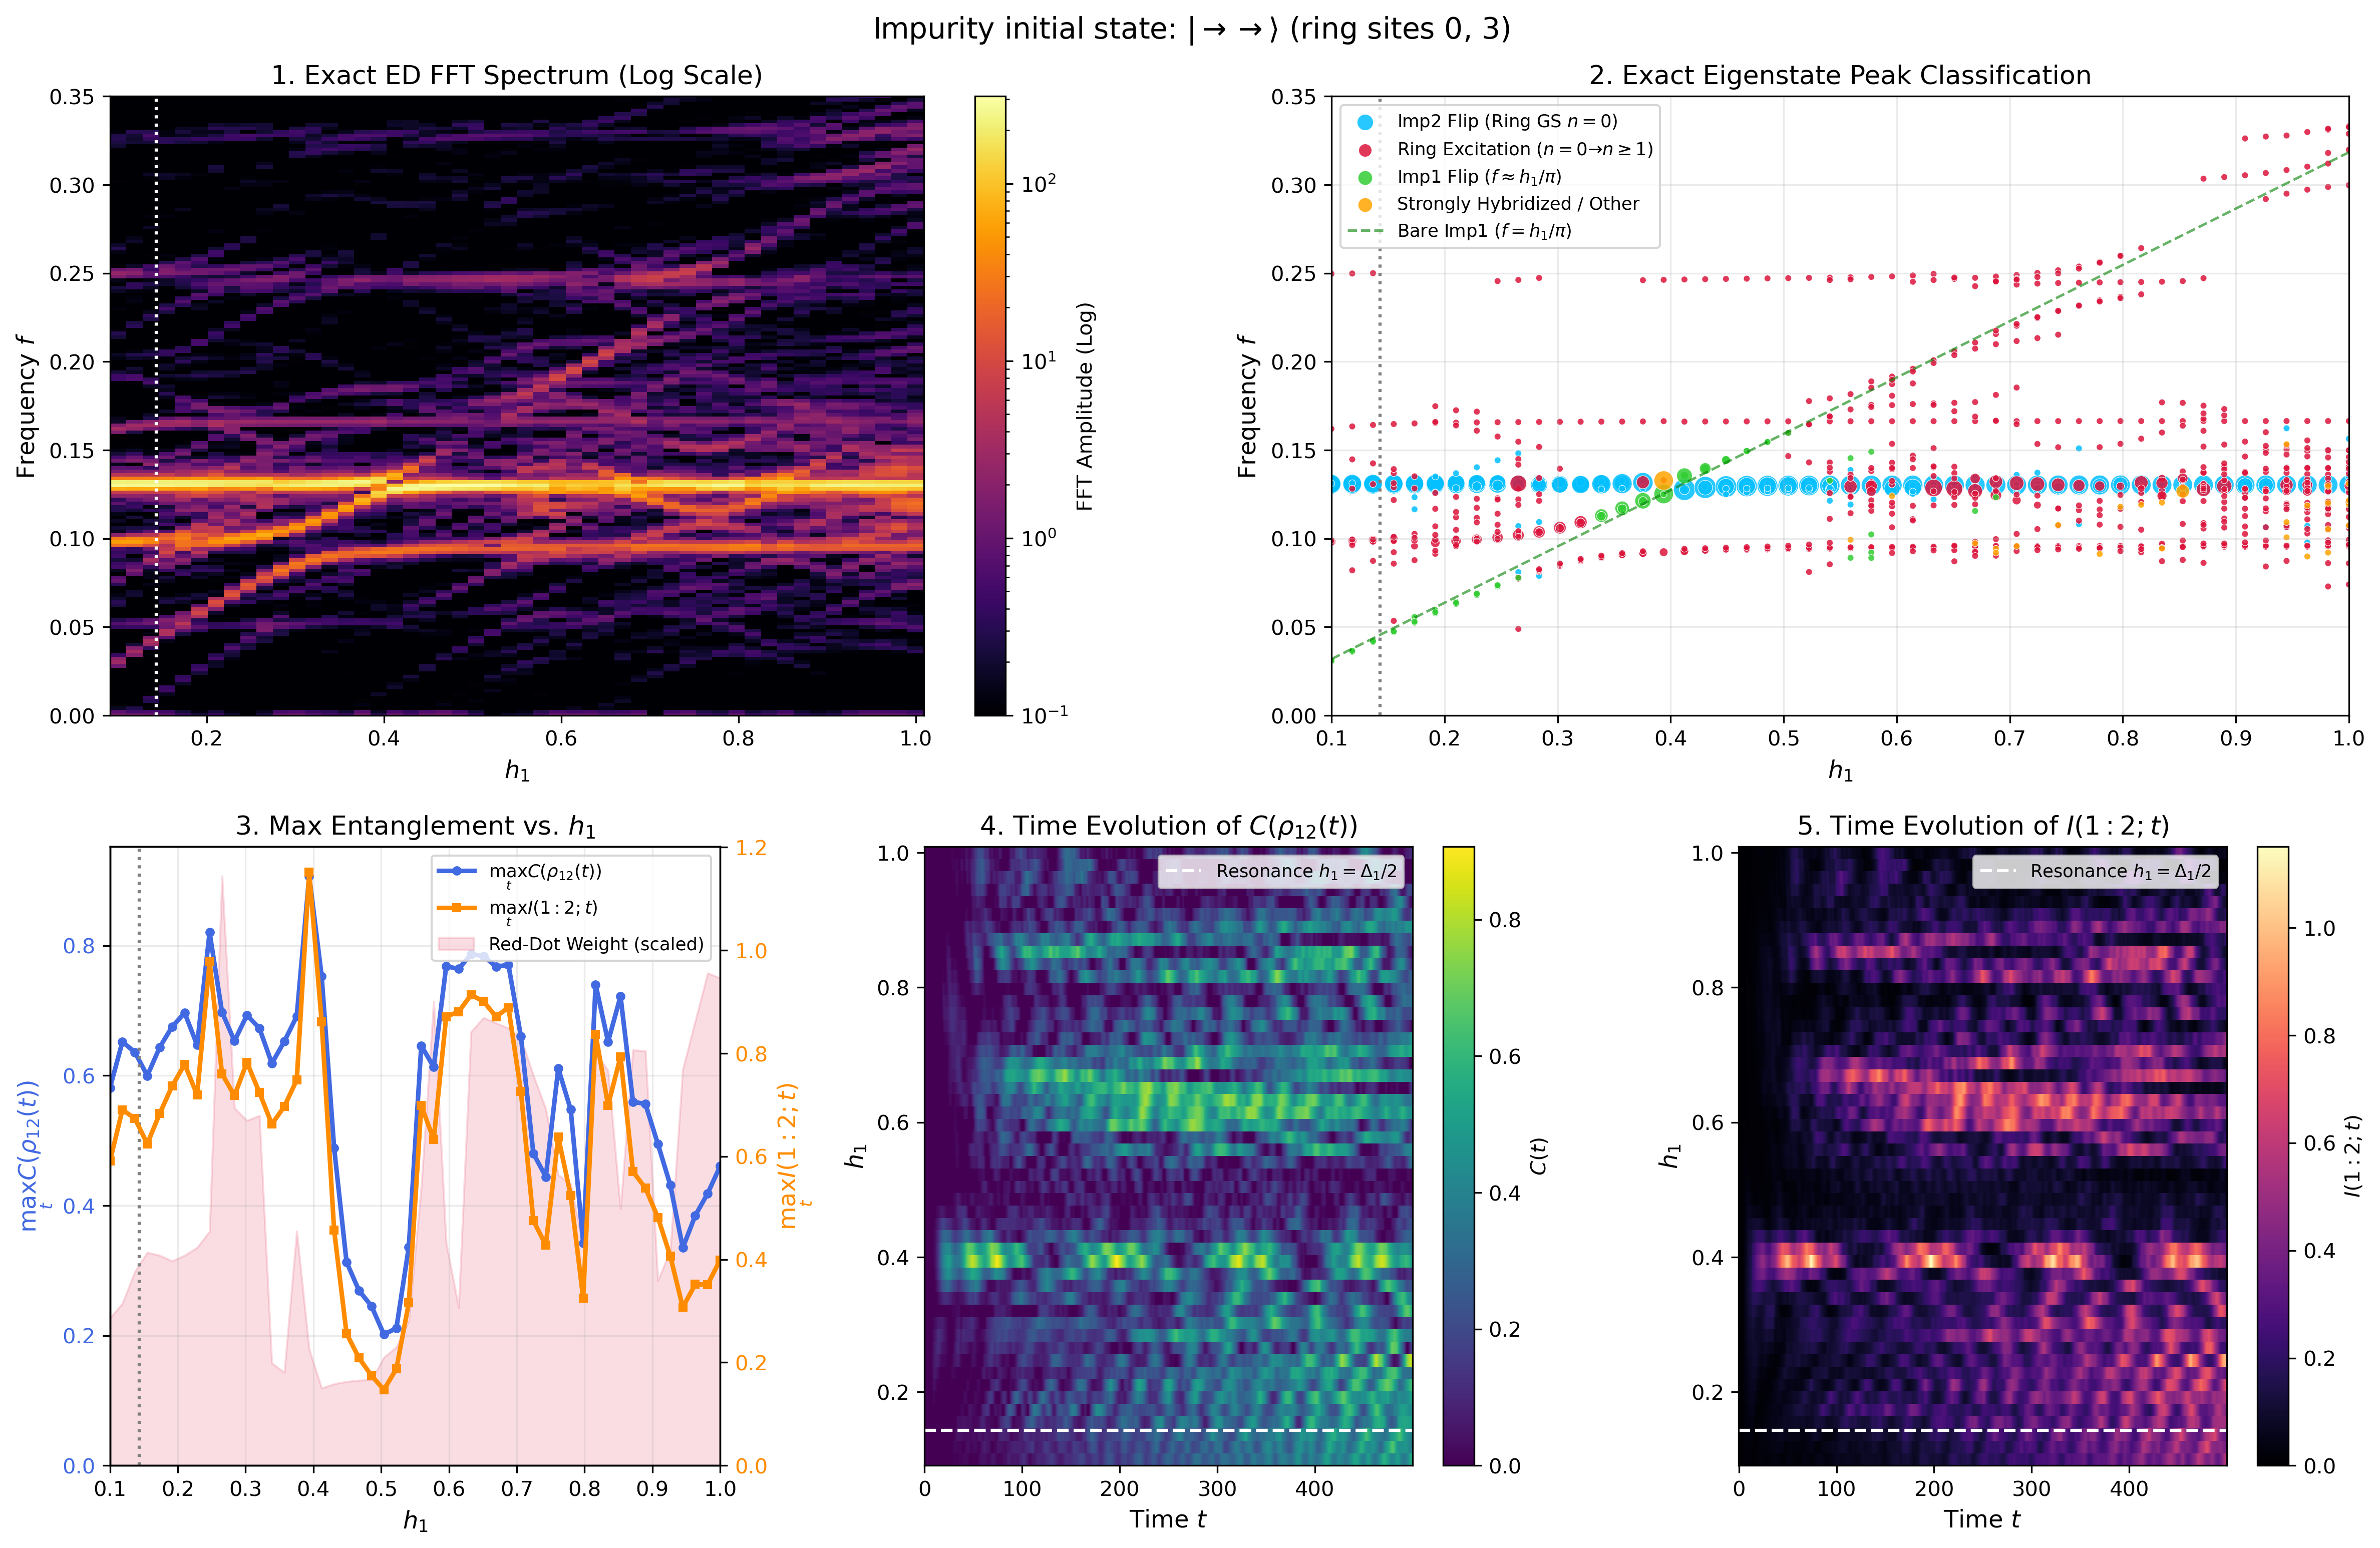 Impurity initial state: |→→⟩ (ring sites 0, 3)
1. Exact ED FFT Spectrum (Log Scale)
0.35
0.30
0.25
0.20
0.15
0.10
0.05
0.00
Frequency f
0.2
0.4
0.6
0.8
1.0
h₁
10²
10¹
10⁰
10⁻¹
FFT Amplitude (Log)
2. Exact Eigenstate Peak Classification
0.35
0.30
0.25
0.20
0.15
0.10
0.05
0.00
Frequency f
Imp2 Flip (Ring GS n = 0)
Ring Excitation (n = 0→n ≥ 1)
Imp1 Flip (f ≈ h₁/π)
Strongly Hybridized / Other
Bare Imp1 (f = h₁/π)
0.1
0.2
0.3
0.4
0.5
0.6
0.7
0.8
0.9
1.0
h₁
3. Max Entanglement vs. h₁
0.8
0.6
0.4
0.2
0.0
max C(ρ₁₂(t))
t
max C(ρ₁₂(t))
t
max I(1 : 2; t)
t
Red-Dot Weight (scaled)
1.2
1.0
0.8
0.6
0.4
0.2
0.0
max I(1 : 2; t)
t
0.1
0.2
0.3
0.4
0.5
0.6
0.7
0.8
0.9
1.0
h₁
4. Time Evolution of C(ρ₁₂(t))
1.0
0.8
0.6
0.4
0.2
h₁
Resonance h₁ = Δ₁/2
0
100
200
300
400
Time t
0.8
0.6
0.4
0.2
0.0
C(t)
5. Time Evolution of I(1 : 2; t)
1.0
0.8
0.6
0.4
0.2
h₁
Resonance h₁ = Δ₁/2
0
100
200
300
400
Time t
1.0
0.8
0.6
0.4
0.2
0.0
I(1 : 2; t)